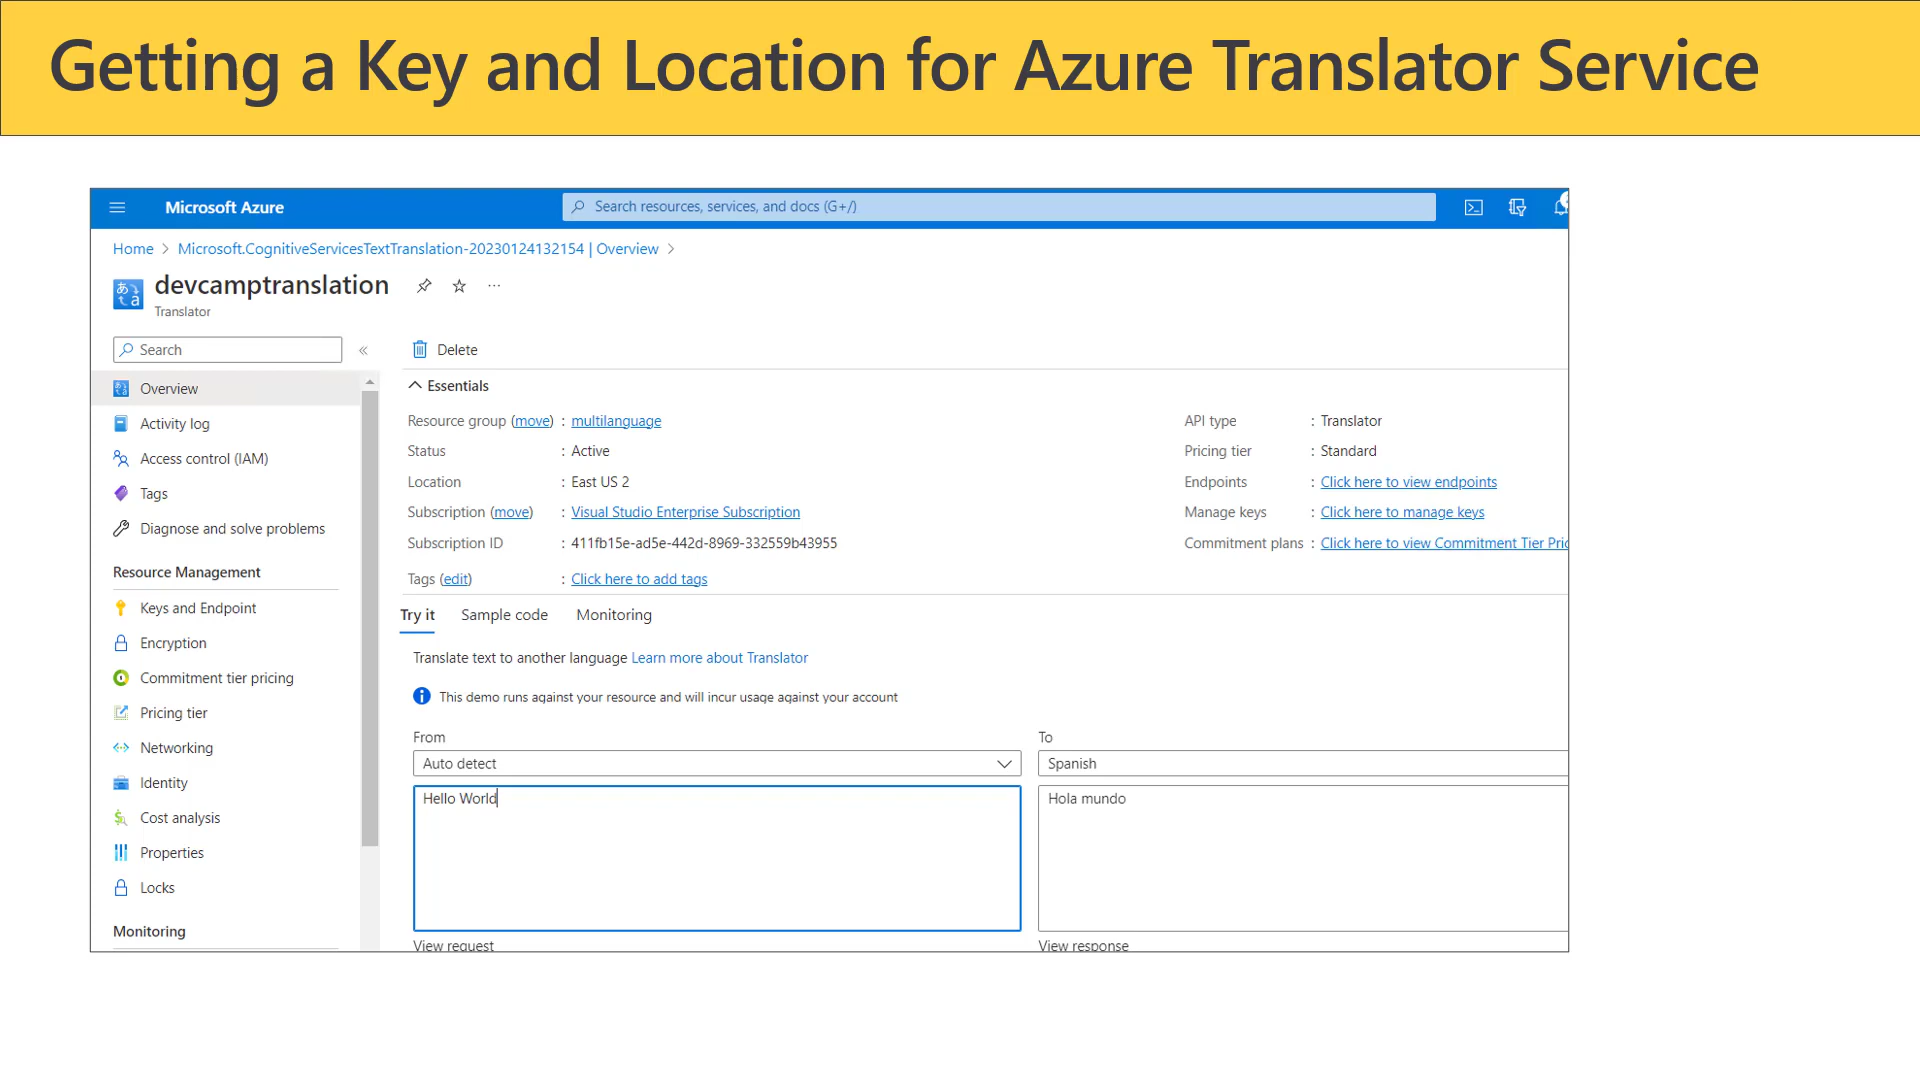 Getting a Key and Location for Azure Translator Service
Microsoft Azure
Search resources, services, and docs (G+/)
Home > Microsoft.CognitiveServicesTextTranslation-20230124132154 | Overview >
devcamptranslation
Translator
Search
Delete
Overview
Activity log
Access control (IAM)
Tags
Diagnose and solve problems
Resource Management
Keys and Endpoint
Encryption
Commitment tier pricing
Pricing tier
Networking
Identity
Cost analysis
Properties
Locks
Monitoring
Essentials
Resource group (move) : multilanguage
Status : Active
Location : East US 2
Subscription (move) : Visual Studio Enterprise Subscription
Subscription ID : 411fb15e-ad5e-442d-8969-332559b43955
Tags (edit) : Click here to add tags
API type : Translator
Pricing tier : Standard
Endpoints : Click here to view endpoints
Manage keys : Click here to manage keys
Commitment plans : Click here to view Commitment Tier Pric
Try it Sample code Monitoring
Translate text to another language Learn more about Translator
This demo runs against your resource and will incur usage against your account
From
Auto detect
Hello World
View request
To
Spanish
Hola mundo
View response